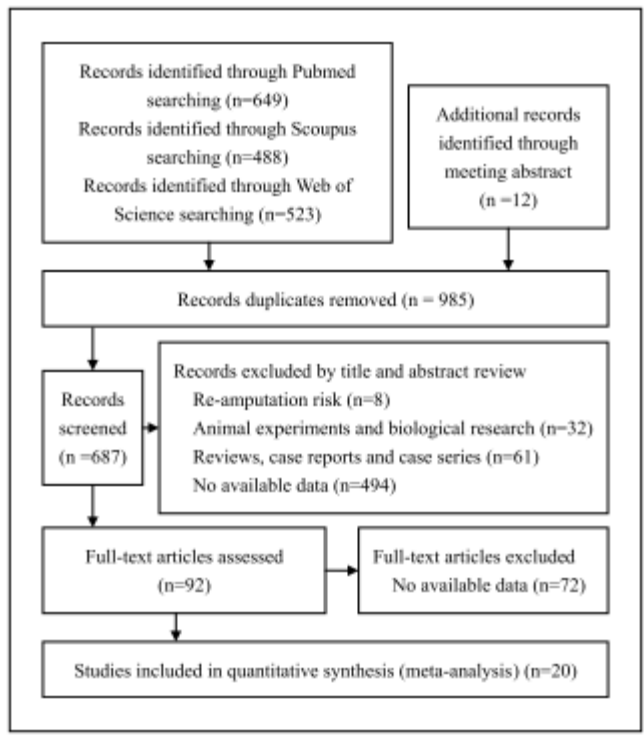 Records identified through Pubmed
searching (n=649)
Records identified through Scoupus
searching (n=488)
Records identified through Web of
Science searching (n=523)
Additional records
identified through
meeting abstract
(n =12)
Records duplicates removed (n = 985)
Records
screened
(n =687)
Records excluded by title and abstract review
Re-amputation risk (n=8)
Animal experiments and biological research (n=32)
Reviews, case reports and case series (n=61)
No available data (n=494)
Full-text articles assessed
(n=92)
Full-text articles excluded
No available data (n=72)
Studies included in quantitative synthesis (meta-analysis) (n=20)